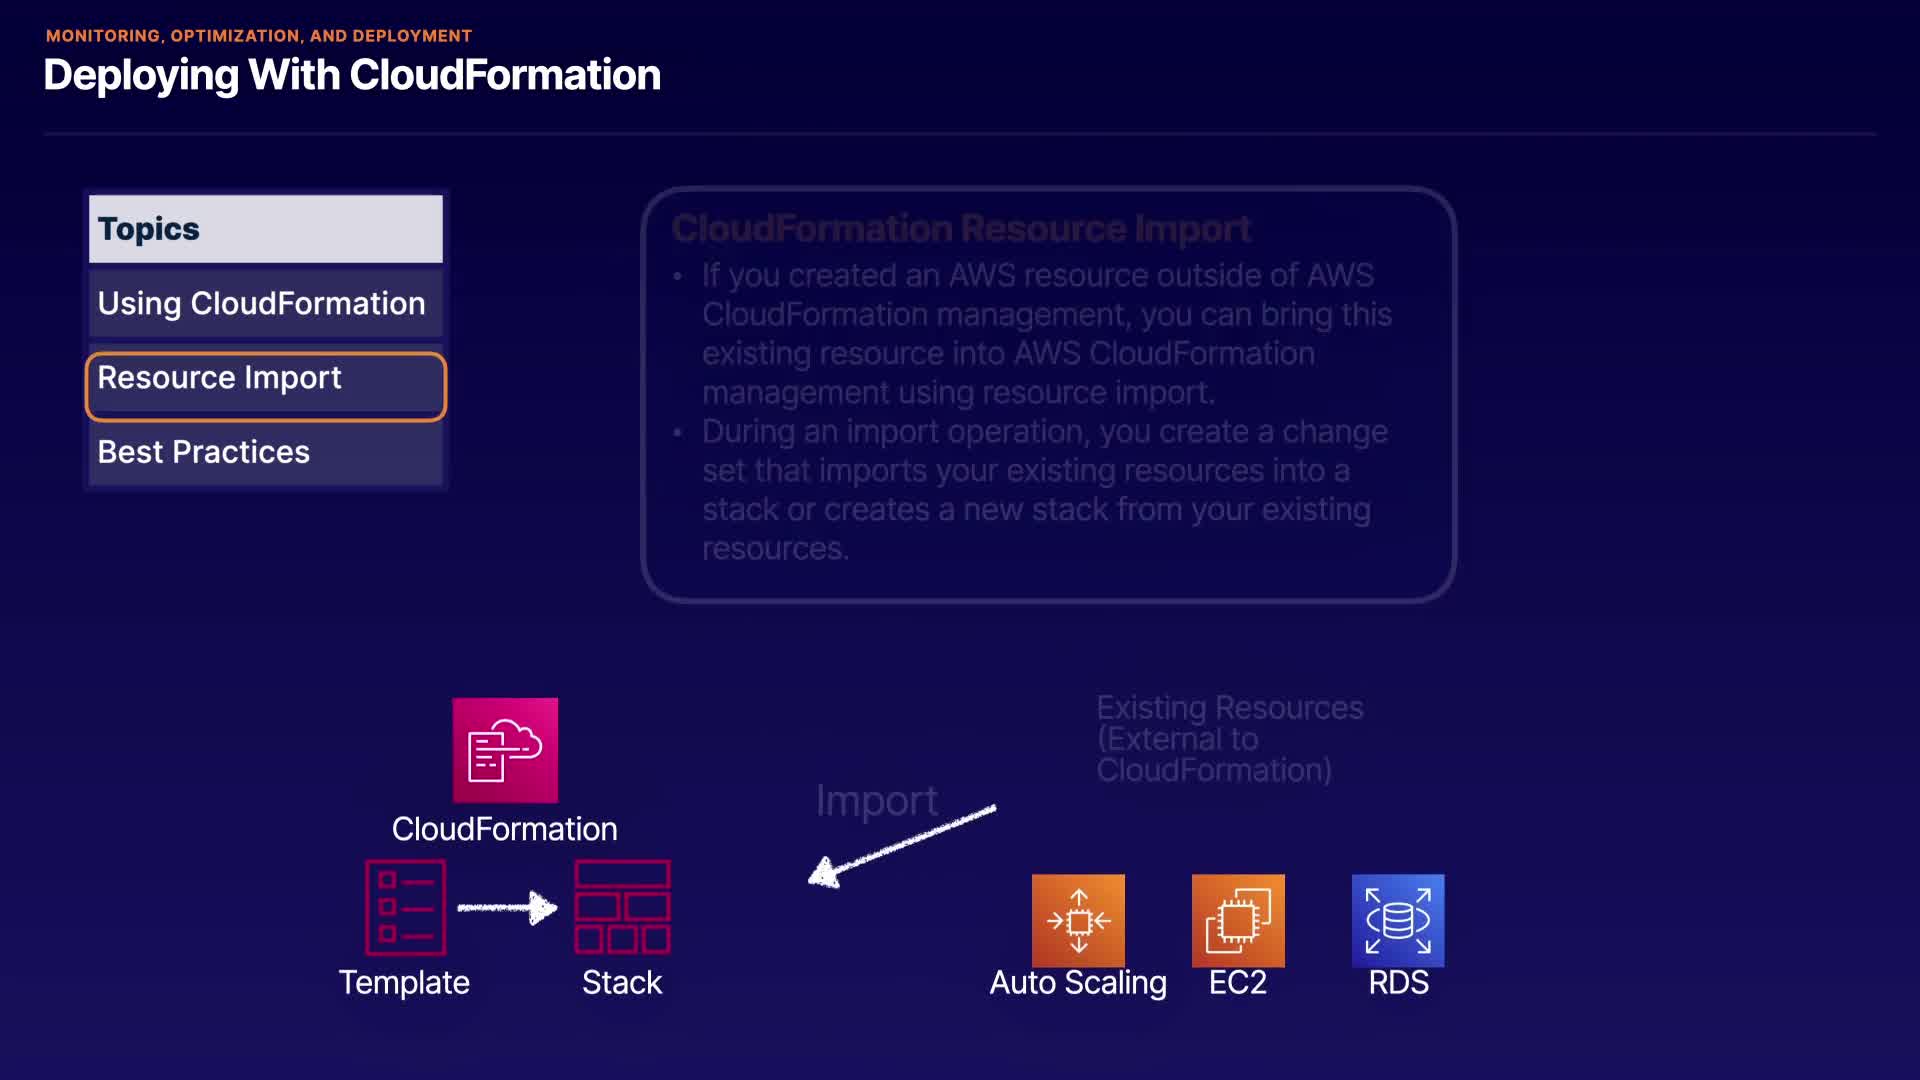 MONITORING, OPTIMIZATION, AND DEPLOYMENT
Deploying With CloudFormation
Topics
Using CloudFormation
Resource Import
Best Practices
CloudFormation Resource Import
• If you created an AWS resource outside of AWS
CloudFormation management, you can bring this
existing resource into AWS CloudFormation
management using resource import.
• During an import operation, you create a change
set that imports your existing resources into a
stack or creates a new stack from your existing
resources.
CloudFormation
Template
Stack
Import
Existing Resources
(External to
CloudFormation)
Auto Scaling
EC2
RDS